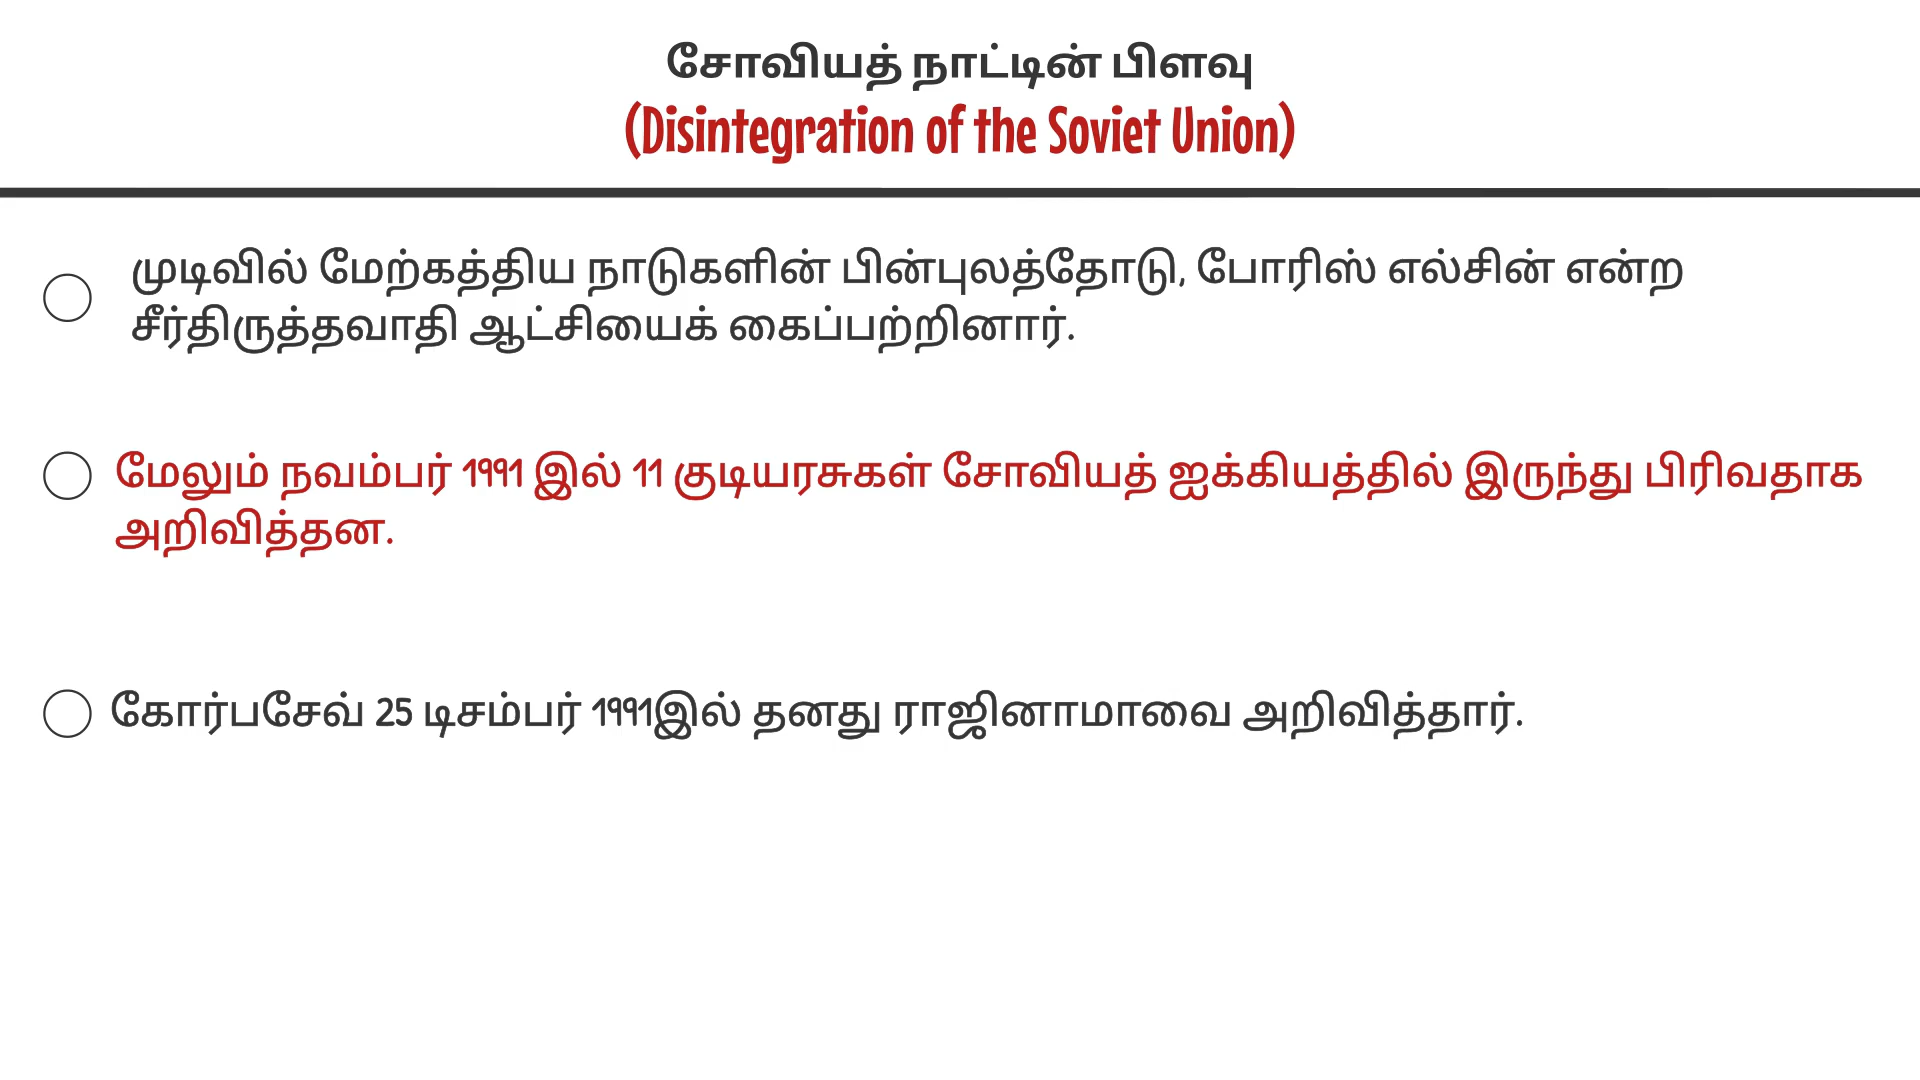 சோவியத் நாட்டின் பிளவு
(Disintegration of the Soviet Union)
முடிவில் மேற்கத்திய நாடுகளின் பின்புலத்தோடு, போரிஸ் எல்சின் என்ற
சீர்திருத்தவாதி ஆட்சியைக் கைப்பற்றினார்.
மேலும் நவம்பர் 1991 இல் 11 குடியரசுகள் சோவியத் ஐக்கியத்தில் இருந்து பிரிவதாக
அறிவித்தன.
கோர்பசேவ் 25 டிசம்பர் 1991இல் தனது ராஜினாமாவை அறிவித்தார்.